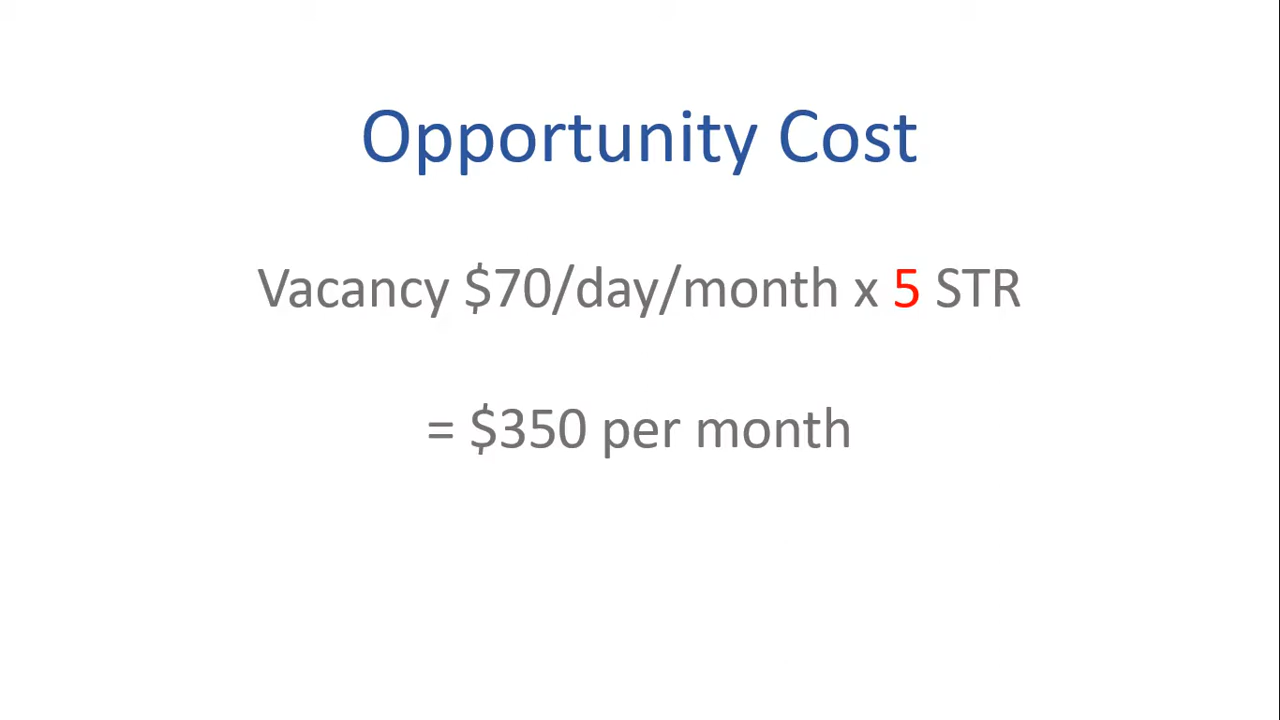 Opportunity Cost
Vacancy $70/day/month x 5 STR
= $350 per month